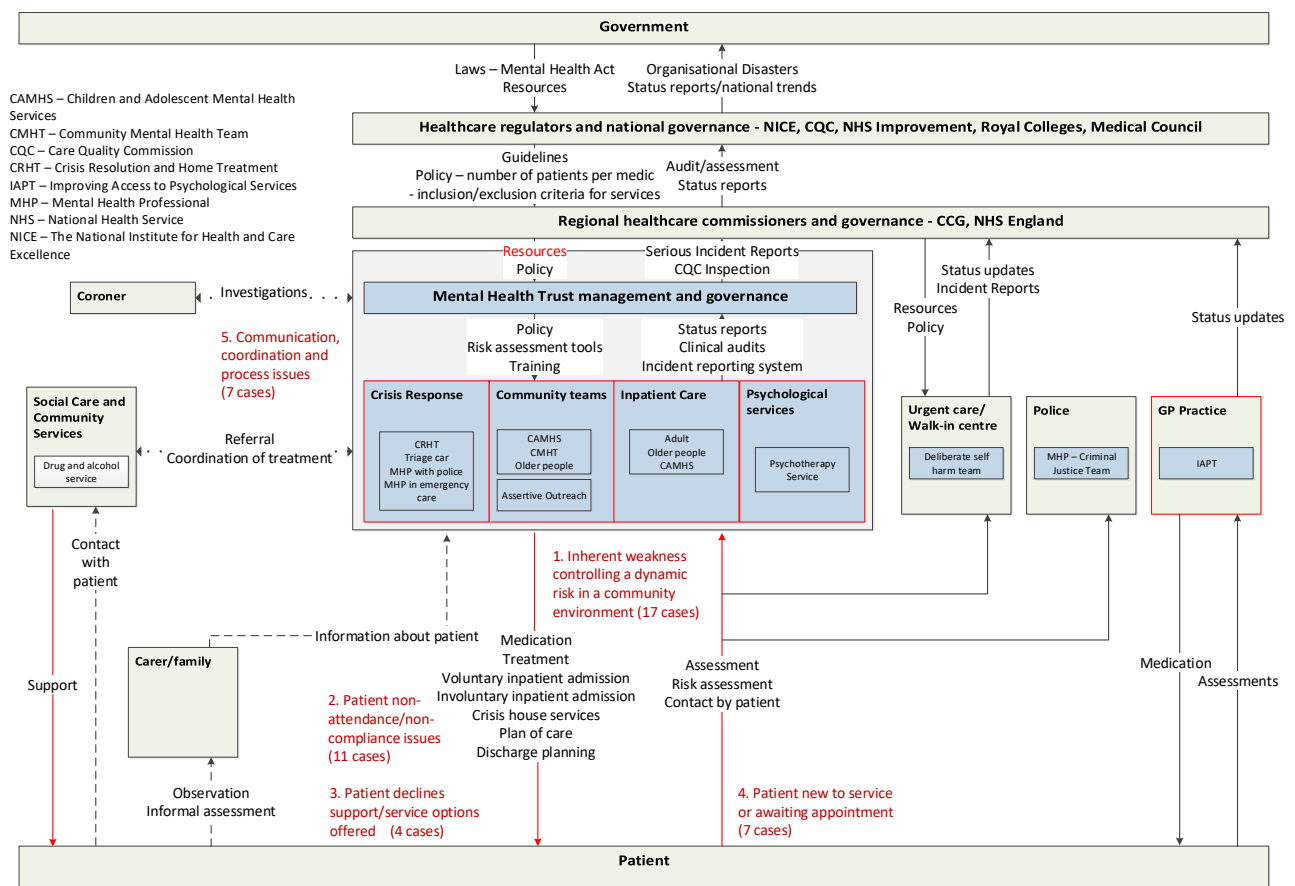 Government
Laws – Mental Health Act
Resources
Organisational Disasters
Status reports/national trends
CAMHS – Children and Adolescent Mental Health
Services
CMHT – Community Mental Health Team
CQC – Care Quality Commission
CRHT – Crisis Resolution and Home Treatment
IAPT – Improving Access to Psychological Services
MHP – Mental Health Professional
NHS – National Health Service
NICE – The National Institute for Health and Care
Excellence
Healthcare regulators and national governance - NICE, CQC, NHS Improvement, Royal Colleges, Medical Council
Guidelines
Policy – number of patients per medic
- inclusion/exclusion criteria for services
Audit/assessment
Status reports
Regional healthcare commissioners and governance - CCG, NHS England
Resources
Policy
Serious Incident Reports
CQC Inspection
Status updates
Incident Reports
Resources
Policy
Status updates
Coroner
Investigations
Mental Health Trust management and governance
5. Communication,
coordination and
process issues
(7 cases)
Policy
Risk assessment tools
Training
Status reports
Clinical audits
Incident reporting system
Social Care and
Community
Services
Drug and alcohol
service
Referral
Coordination of treatment
Crisis Response
CRHT
Triage car
MHP with police
MHP in emergency
care
Community teams
CAMHS
CMHT
Older people
Assertive Outreach
Inpatient Care
Adult
Older people
CAMHS
Psychological
services
Psychotherapy
Service
Urgent care/
Walk-in centre
Deliberate self
harm team
Police
MHP – Criminal
Justice Team
GP Practice
IAPT
Contact
with
patient
1. Inherent weakness
controlling a dynamic
risk in a community
environment (17 cases)
Information about patient
Carer/family
Support
Medication
Treatment
Voluntary inpatient admission
Involuntary inpatient admission
Crisis house services
Plan of care
Discharge planning
Assessment
Risk assessment
Contact by patient
Medication
Assessments
2. Patient non-
attendance/non-
compliance issues
(11 cases)
Observation
Informal assessment
3. Patient declines
support/service options
offered (4 cases)
4. Patient new to service
or awaiting appointment
(7 cases)
Patient